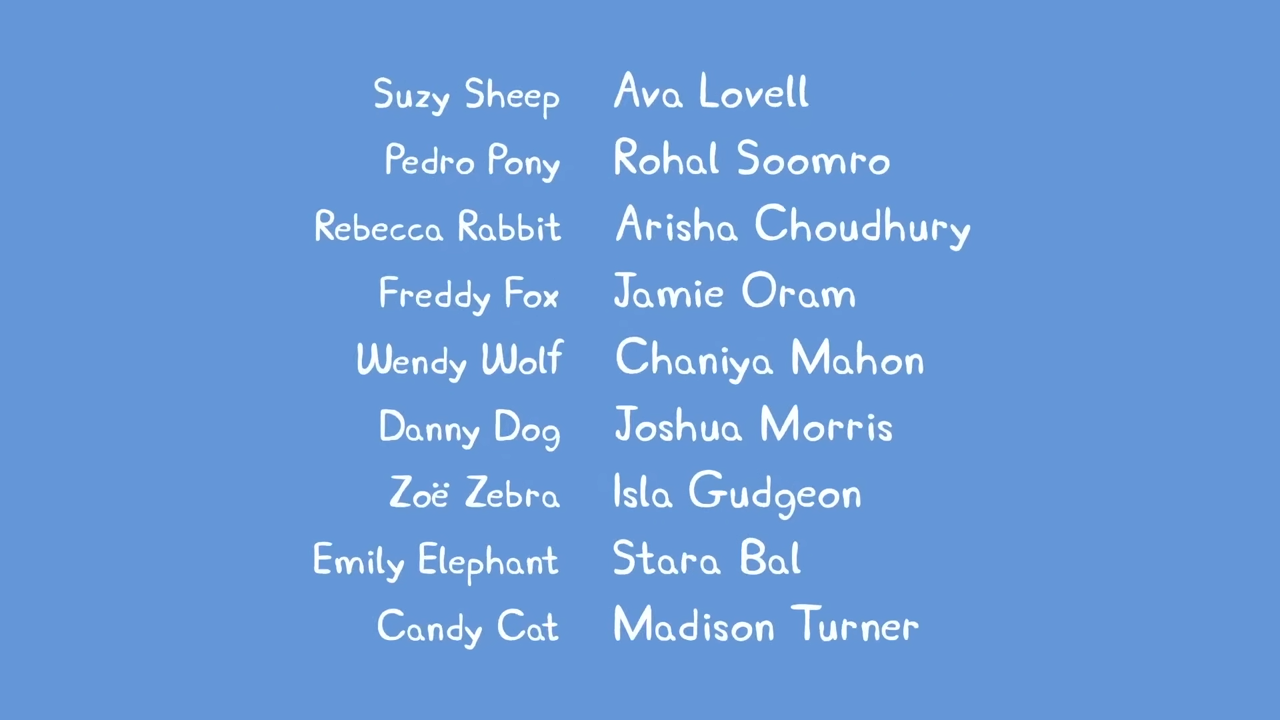 Suzy Sheep Ava Lovell
Pedro Pony Rohal Soomro
Rebecca Rabbit Arisha Choudhury
Freddy Fox Jamie Oram
Wendy Wolf Chaniya Mahon
Danny Dog Joshua Morris
Zoë Zebra Isla Gudgeon
Emily Elephant Stara Bal
Candy Cat Madison Turner